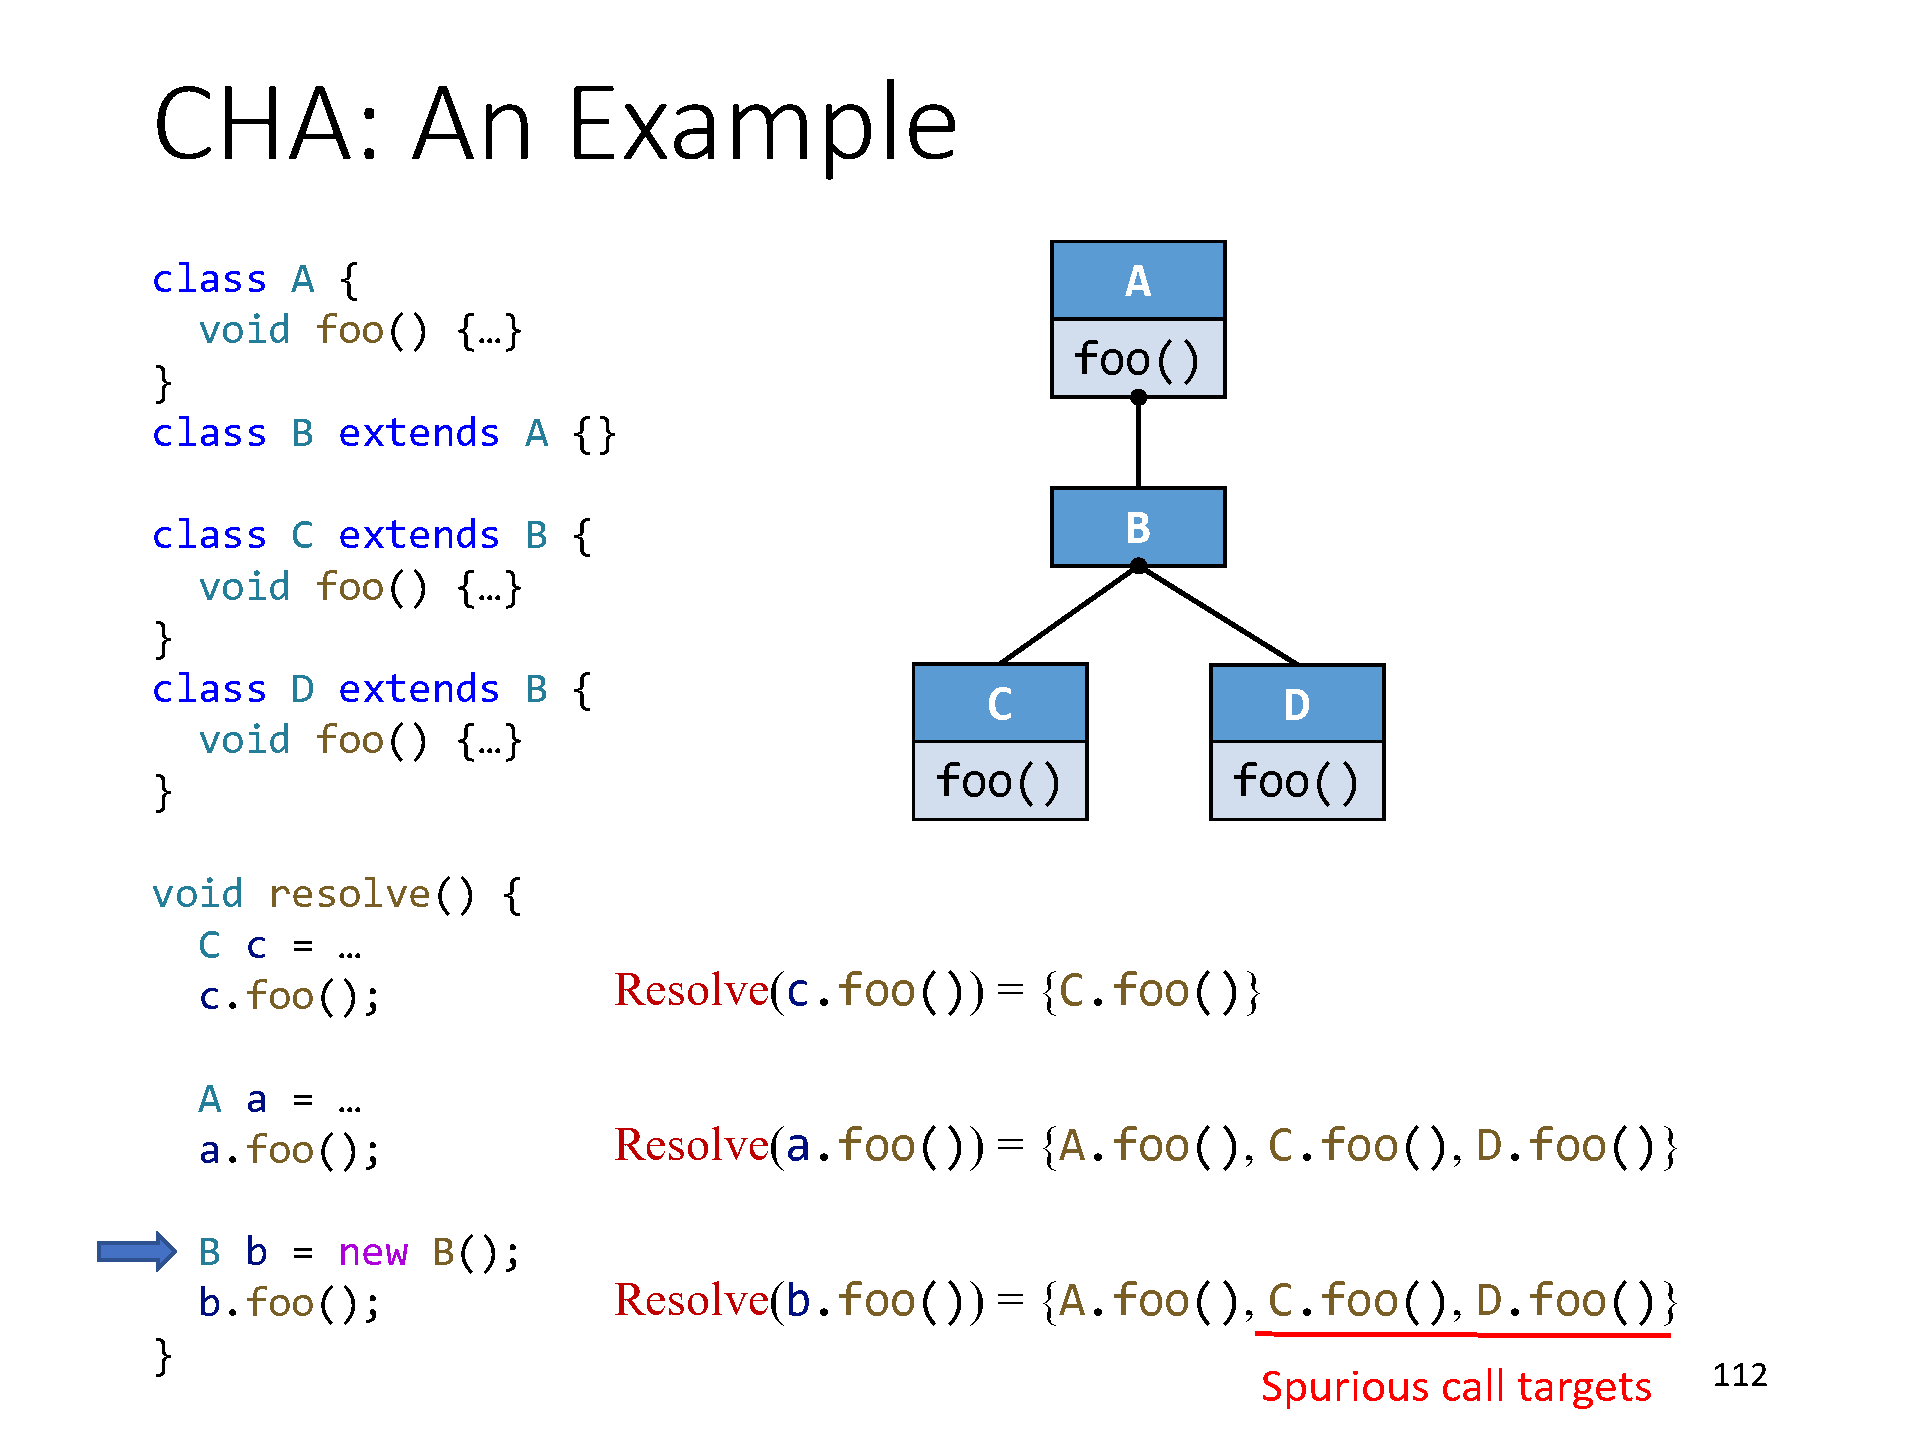 CHA: An Example
class A {
  void foo() {…}
}
class B extends A {}
class C extends B {
  void foo() {…}
}
class D extends B {
  void foo() {…}
}
A
foo()
B
C
foo()
D
foo()
void resolve() {
  C c = …
  c.foo();
Resolve(c.foo()) = {C.foo()}
  A a = …
  a.foo();
Resolve(a.foo()) = {A.foo(), C.foo(), D.foo()}
  B b = new B();
  b.foo();
Resolve(b.foo()) = {A.foo(), C.foo(), D.foo()}
}
Spurious call targets
112